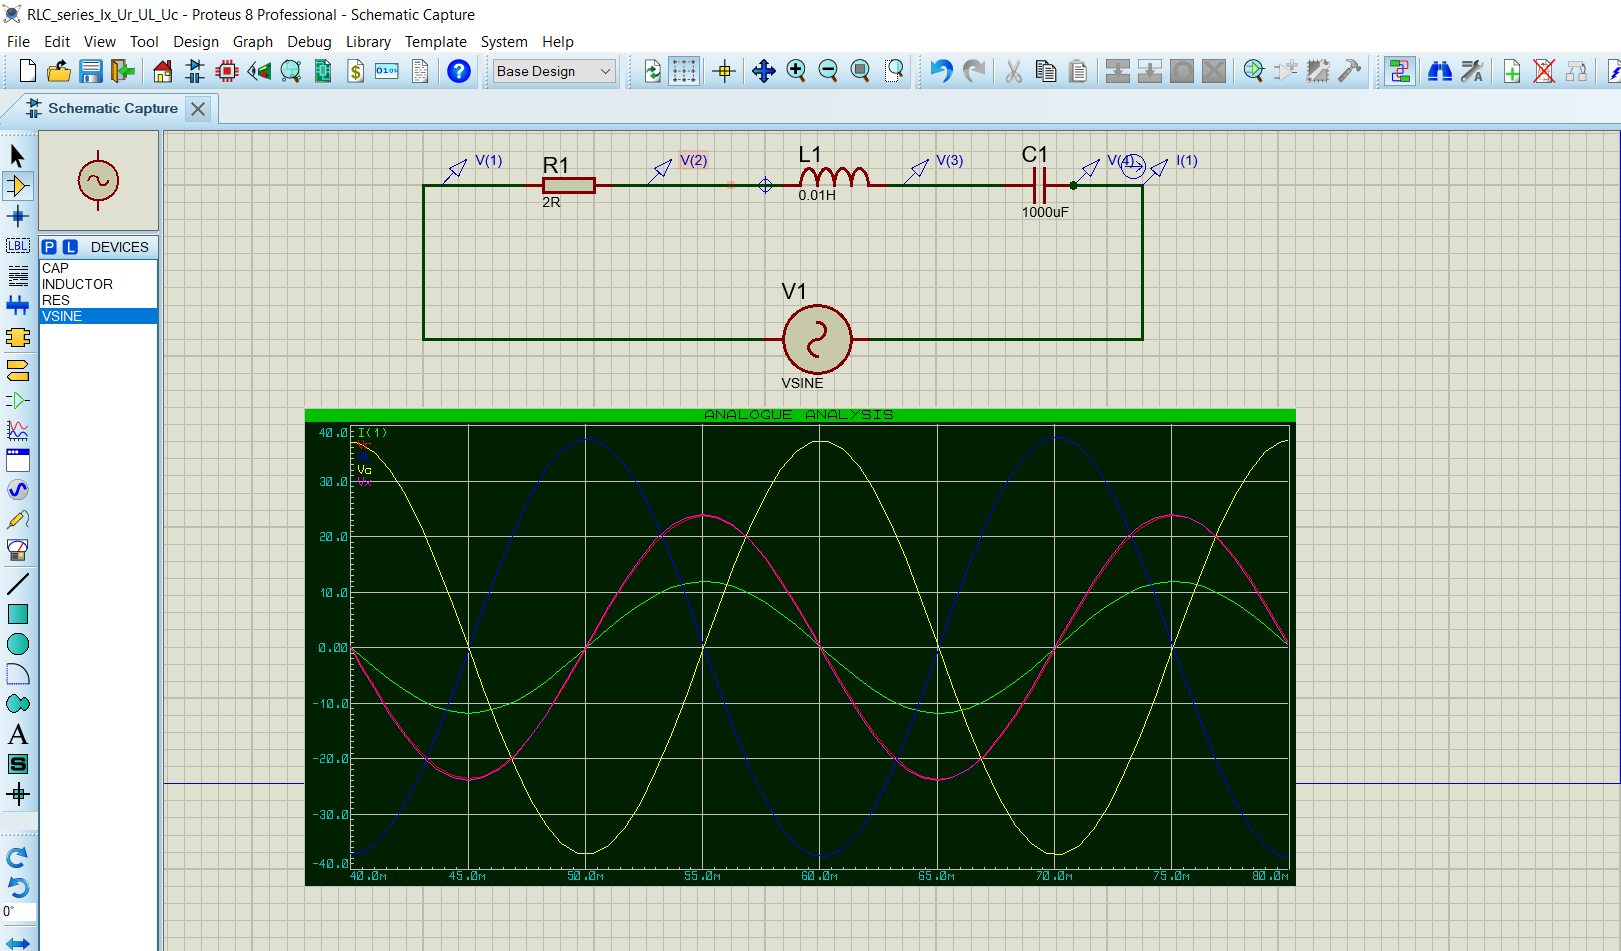 RLC_series_Ix_Ur_UL_Uc - Proteus 8 Professional - Schematic Capture
File Edit View Tool Design Graph Debug Library Template System Help
Base Design
Schematic Capture
V(1)
R1
2R
V(2)
L1
0.01H
V(3)
C1
1000uF
V(4)
I(1)
LBL
P L DEVICES
CAP
INDUCTOR
RES
VSINE
V1
VSINE
A
S
0°
ANALOGUE ANALYSIS
I(1)
Va
Vx
40.0
30.0
20.0
10.0
0.00
-10.0
-20.0
-30.0
-40.0
40.0m 45.0m 50.0m 55.0m 60.0m 65.0m 70.0m 75.0m 80.0m